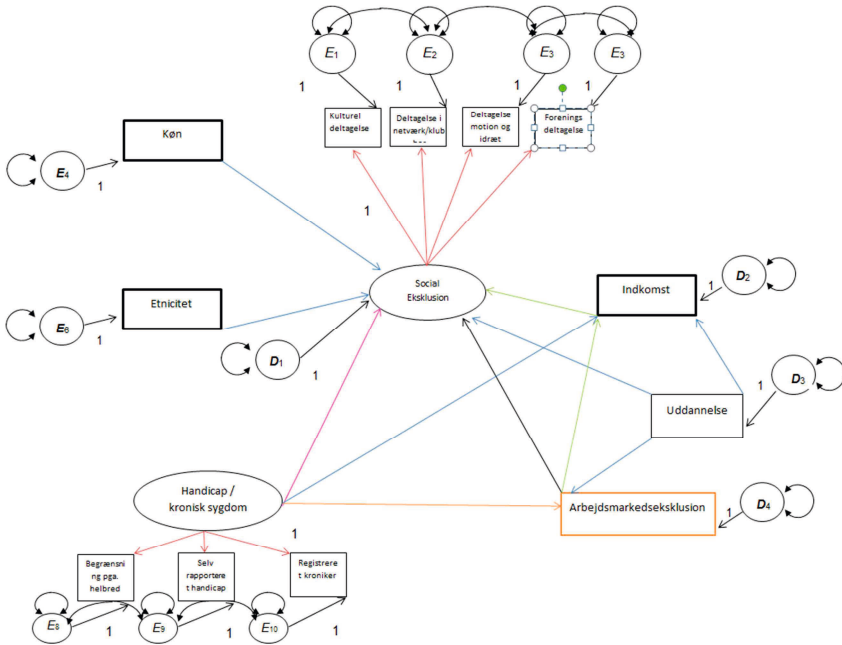 E1
E2
E3
E3
1
1
1
1
Kulturel
deltagelse
Deltagelse i
netværk/klub
Deltagelse
motion og
idræt
Forenings
deltagelse
Køn
E4
1
1
Social
Eksklusion
Etnicitet
E6
1
D1
1
Indkomst
1
D2
Uddannelse
1
D3
Handicap /
kronisk sygdom
1
Arbejdsmarkedseksklusion
1
D4
Begrænsni
ng pga.
helbred
Selv
rapportere
t handicap
Registrere
t kroniker
E8
1
E9
1
E10
1